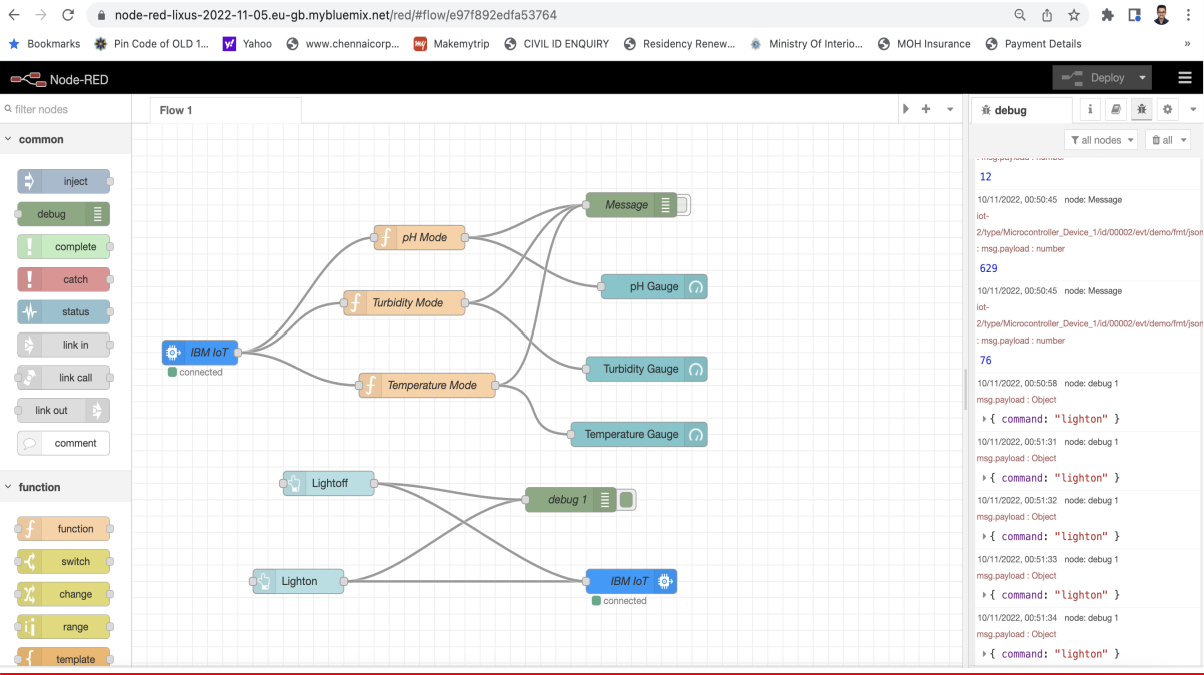 node-red-lixus-2022-11-05.eu-gb.mybluemix.net/red/#flow/e97f892edfa53764
Bookmarks
Pin Code of OLD 1...
Yahoo
www.chennaicorp...
Makemytrip
CIVIL ID ENQUIRY
Residency Renew...
Ministry Of Interio...
MOH Insurance
Payment Details
»
Node-RED
Deploy
filter nodes
common
inject
debug
complete
catch
status
link in
link call
link out
comment
function
function
switch
change
range
template
Flow 1
Message
pH Mode
pH Gauge
Turbidity Mode
IBM IoT
connected
Turbidity Gauge
Temperature Mode
Temperature Gauge
Lightoff
debug 1
Lighton
IBM IoT
connected
debug
all nodes
all
: msg.payload : number
12
10/11/2022, 00:50:45 node: Message
iot-
2/type/Microcontroller_Device_1/id/00002/evt/demo/fmt/json
: msg.payload : number
629
10/11/2022, 00:50:45 node: Message
iot-
2/type/Microcontroller_Device_1/id/00002/evt/demo/fmt/json
: msg.payload : number
76
10/11/2022, 00:50:58 node: debug 1
msg.payload : Object
{ command: "lighton" }
10/11/2022, 00:51:31 node: debug 1
msg.payload : Object
{ command: "lighton" }
10/11/2022, 00:51:32 node: debug 1
msg.payload : Object
{ command: "lighton" }
10/11/2022, 00:51:33 node: debug 1
msg.payload : Object
{ command: "lighton" }
10/11/2022, 00:51:34 node: debug 1
msg.payload : Object
{ command: "lighton" }